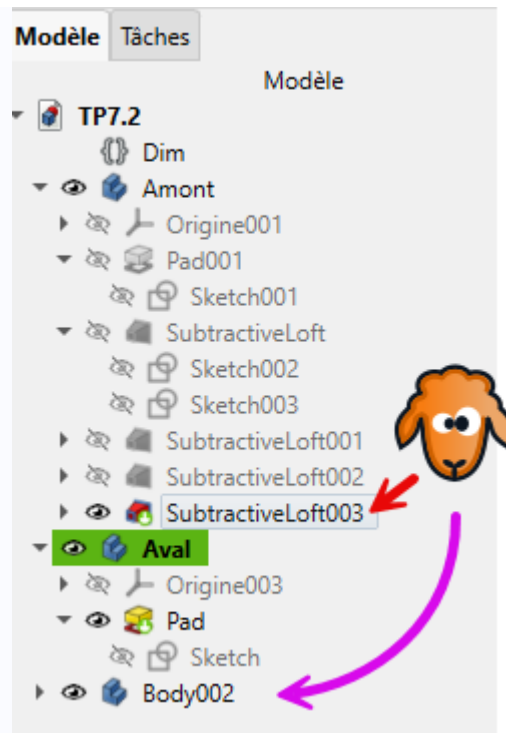 Modèle Tâches
Modèle
TP7.2
Dim
Amont
Origine001
Pad001
Sketch001
SubtractiveLoft
Sketch002
Sketch003
SubtractiveLoft001
SubtractiveLoft002
SubtractiveLoft003
Aval
Origine003
Pad
Sketch
Body002